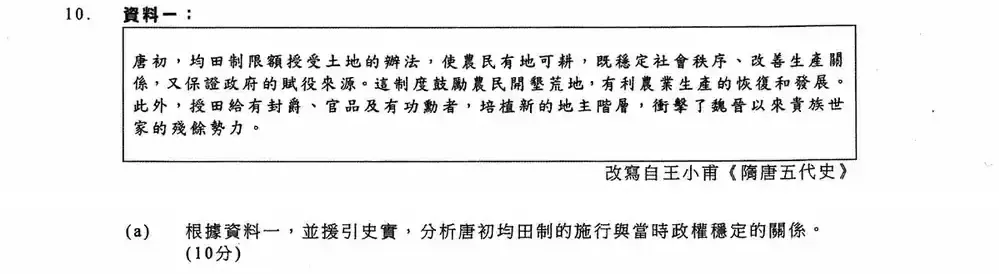 10. 資料一：
唐初，均田制限額授受土地的辦法，使農民有地可耕，既穩定社會秩序、改善生產關
係，又保證政府的賦役來源。這制度鼓勵農民開墾荒地，有利農業生產的恢復和發展。
此外，授田給有封爵、官品及有功勳者，培植新的地主階層，衝擊了魏晉以來貴族世
家的殘餘勢力。
改寫自王小甫《隋唐五代史》
(a) 根據資料一，並援引史實，分析唐初均田制的施行與當時政權穩定的關係。
(10分)